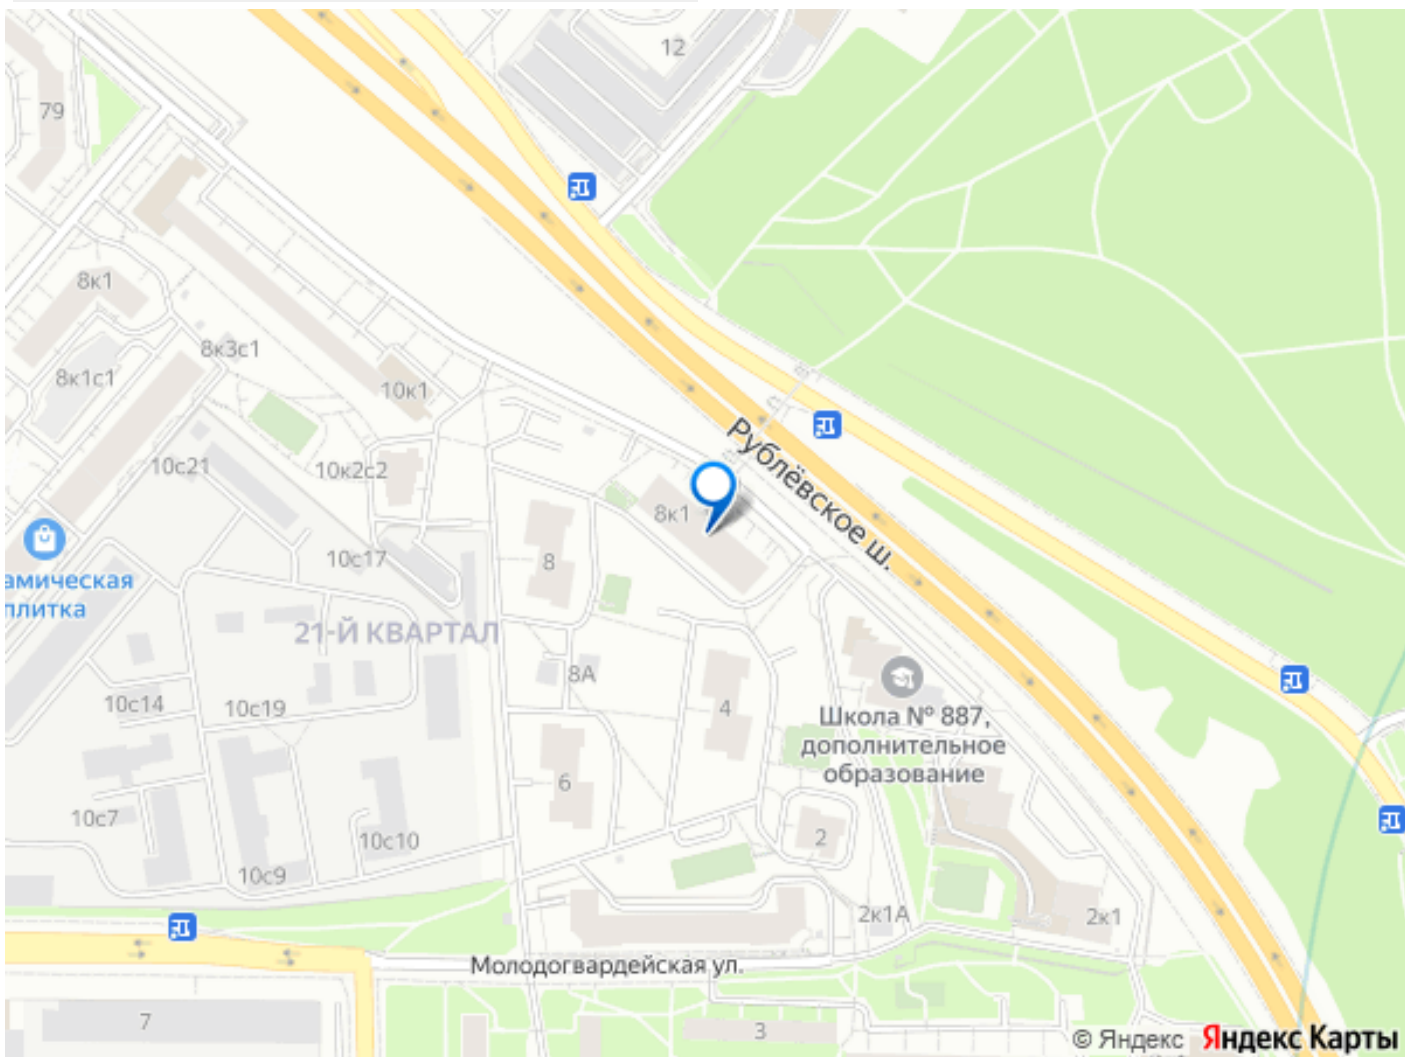 12
79
8к1
8к3с1
8к1с1
10к1
Рублёвское ш.
10с21
10к2с2
8к1
10с17
8
амическая
плитка
21-Й КВАРТАЛ
8А
10с14
10с19
4
Школа № 887,
дополнительное
образование
6
10с7
10с10
2
10с9
2к1А
2к1
Молодогвардейская ул.
7
3
© Яндекс Яндекс Карты